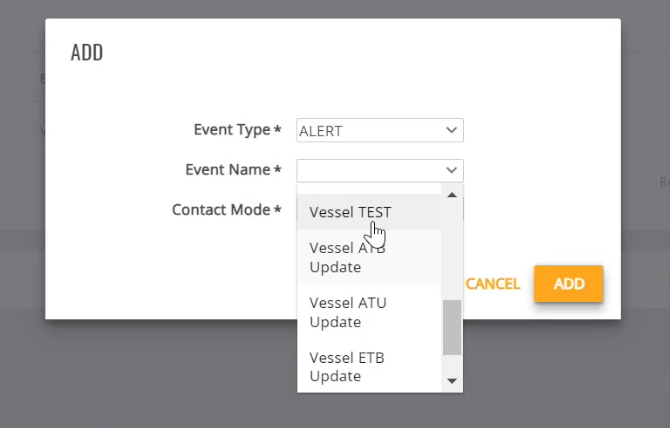 ADD
Event Type *
ALERT
Event Name *
Contact Mode *
Vessel TEST
Vessel ATB
Update
Vessel ATU
Update
Vessel ETB
Update
CANCEL
ADD